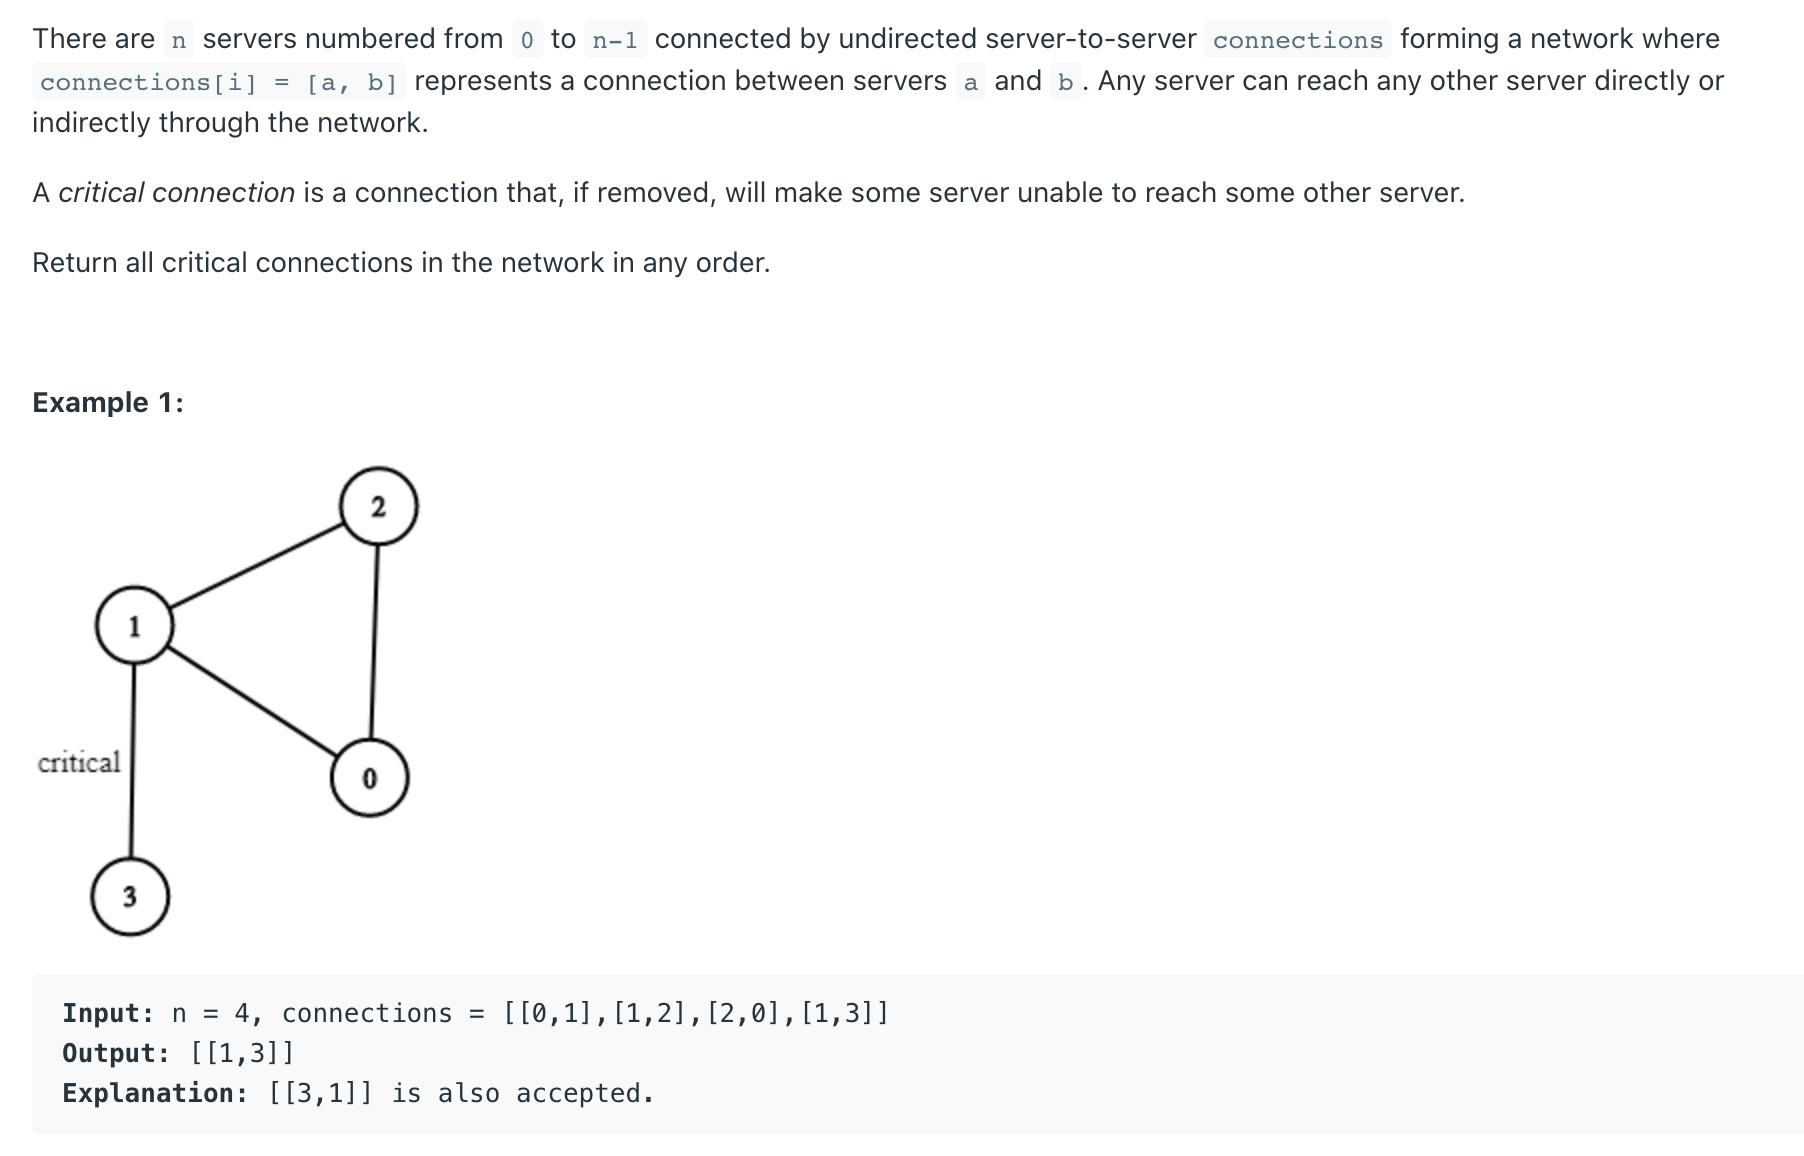 There are n servers numbered from 0 to n-1 connected by undirected server-to-server connections forming a network where
connections[i] = [a, b] represents a connection between servers a and b. Any server can reach any other server directly or
indirectly through the network.
A critical connection is a connection that, if removed, will make some server unable to reach some other server.
Return all critical connections in the network in any order.
Example 1:
2
1
critical
0
3
Input: n = 4, connections = [[0,1],[1,2],[2,0],[1,3]]
Output: [[1,3]]
Explanation: [[3,1]] is also accepted.